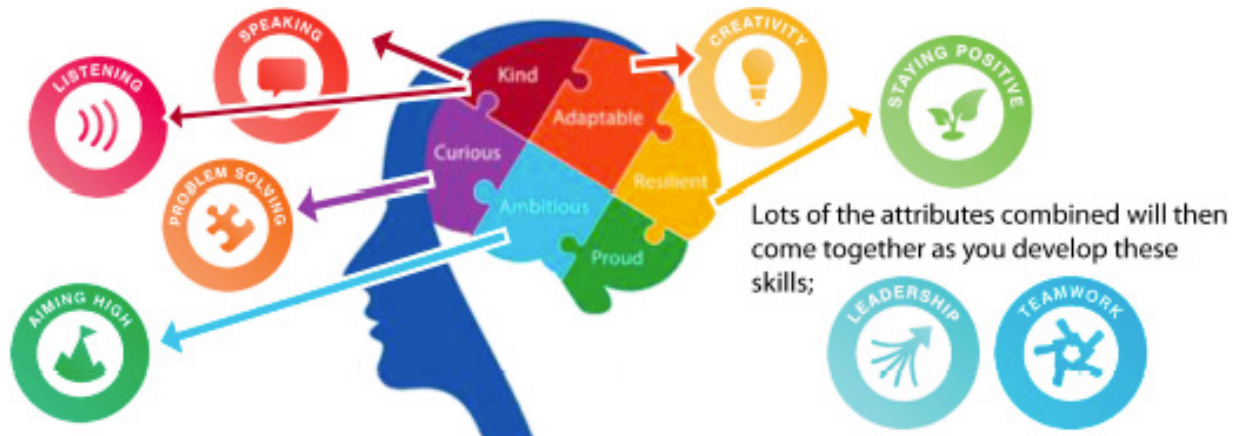 SPEAKING
LISTENING
CREATIVITY
STAYING POSITIVE
Kind
Adaptable
Curious
Resilient
PROBLEM SOLVING
Ambitious
Proud
AIMING HIGH
Lots of the attributes combined will then
come together as you develop these
skills;
LEADERSHIP
TEAMWORK